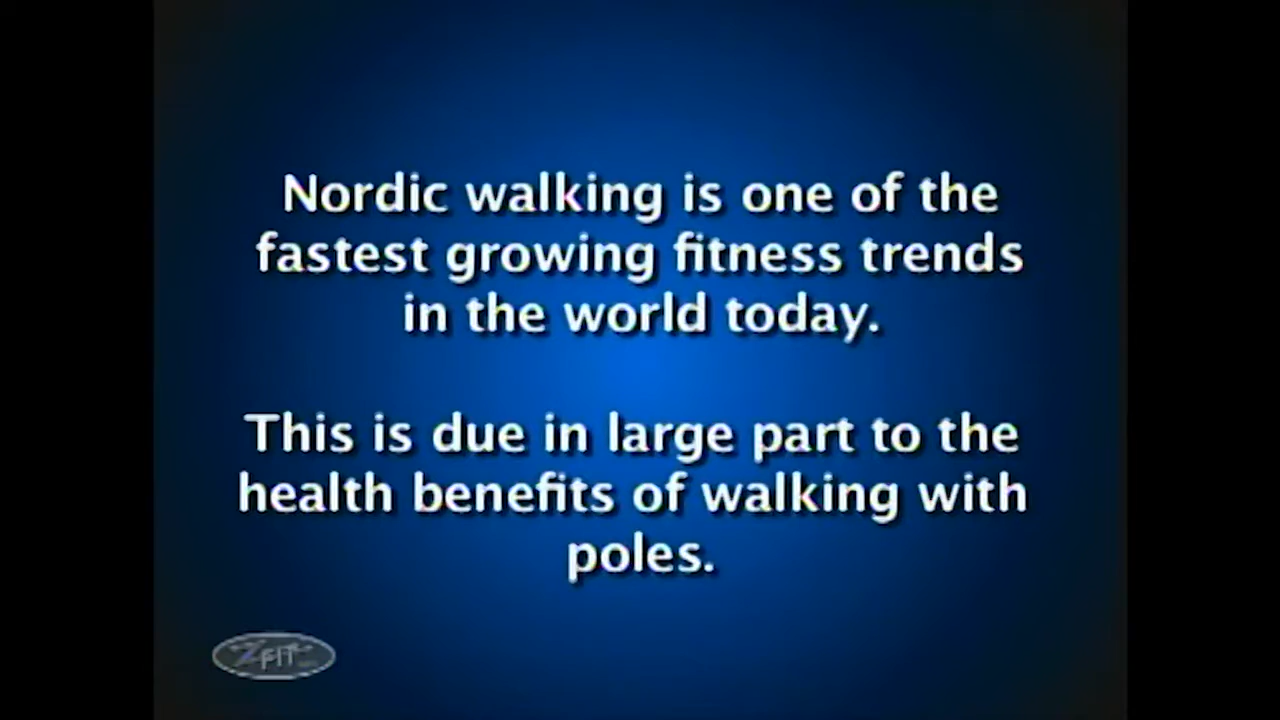 Nordic walking is one of the
fastest growing fitness trends
in the world today.
This is due in large part to the
health benefits of walking with
poles.
FIT